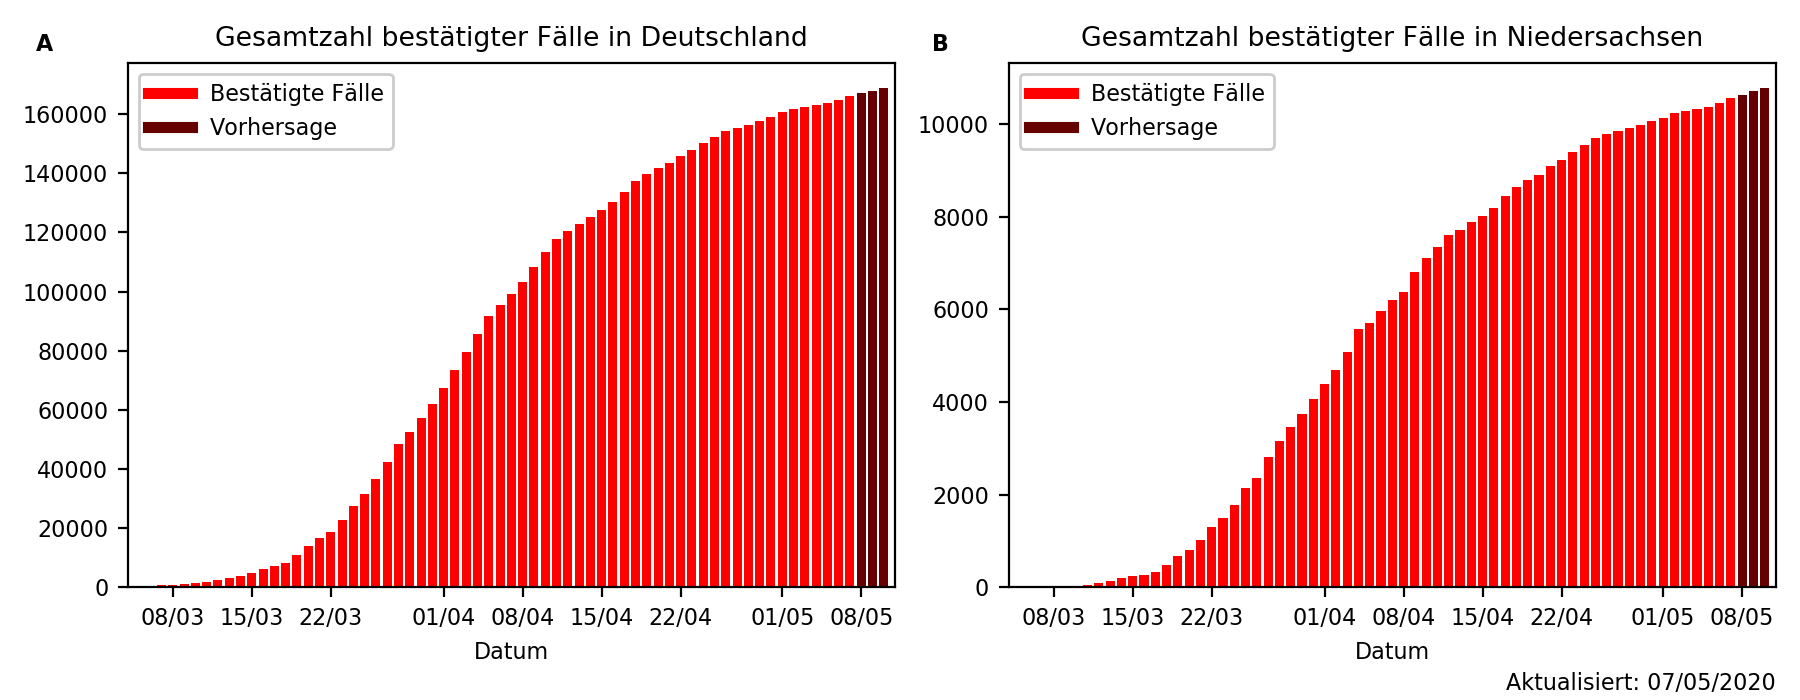 A
Gesamtzahl bestätigter Fälle in Deutschland
Bestätigte Fälle
Vorhersage
160000
140000
120000
100000
80000
60000
40000
20000
0
08/03 15/03 22/03 01/04 08/04 15/04 22/04 01/05 08/05
Datum
B
Gesamtzahl bestätigter Fälle in Niedersachsen
Bestätigte Fälle
Vorhersage
10000
8000
6000
4000
2000
0
08/03 15/03 22/03 01/04 08/04 15/04 22/04 01/05 08/05
Datum
Aktualisiert: 07/05/2020